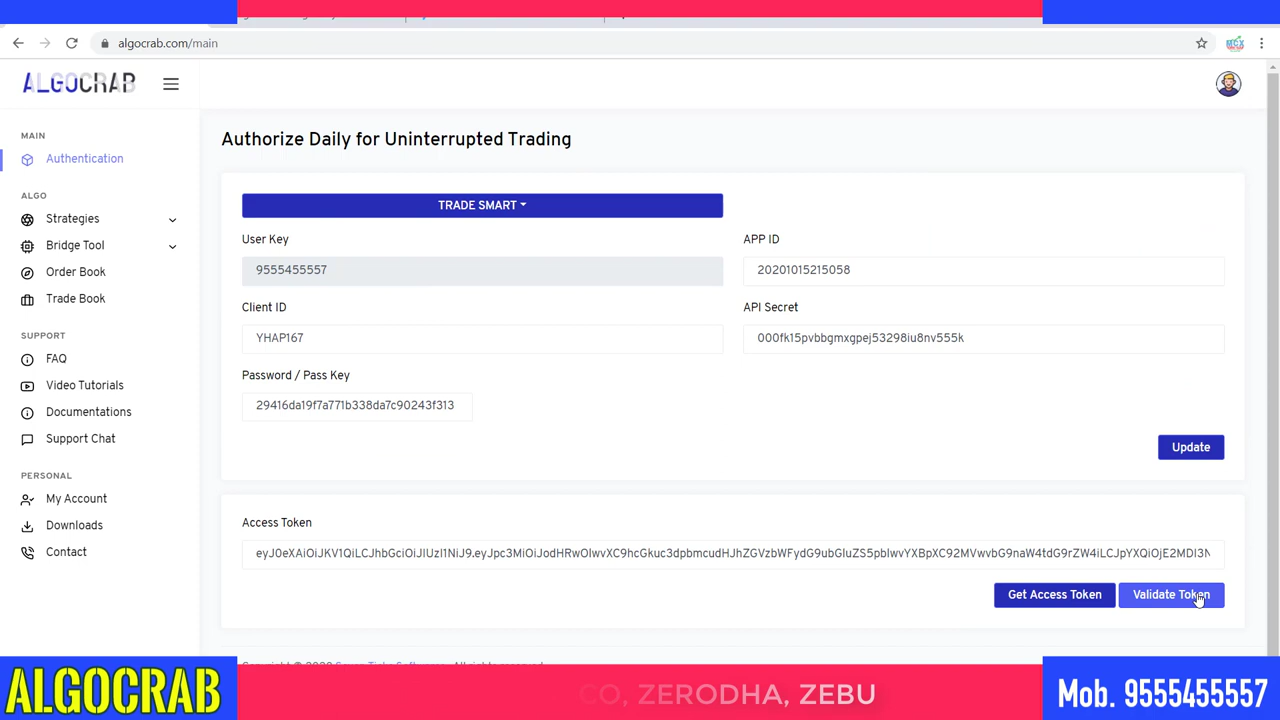 algocrab.com/main
MCX
ALGOCRAB
MAIN
Authentication
ALGO
Strategies
Bridge Tool
Order Book
Trade Book
SUPPORT
FAQ
Video Tutorials
Documentations
Support Chat
PERSONAL
My Account
Downloads
Contact
Authorize Daily for Uninterrupted Trading
TRADE SMART
User Key
9555455557
APP ID
20201015215058
Client ID
YHAP167
API Secret
000fk15pvbbgmxgpej53298iu8nv555k
Password / Pass Key
29416da19f7a771b338da7c90243f313
Update
Access Token
eyJ0eXAiOiJKV1QiLCJhbGciOiJIUzI1NiJ9.eyJpc3MiOiJodHRwOlwvXC9hcGkuc3dpbmcudHJhZGVzbWFydG9ubGluZS5pblwvYXBpXC92MVwvbG9naW4tdG9rZW4iLCJpYXQiOjE2MDI3N
Get Access Token
Validate Token
ALGOCRAB
CO, ZERODHA, ZEBU
Mob. 9555455557